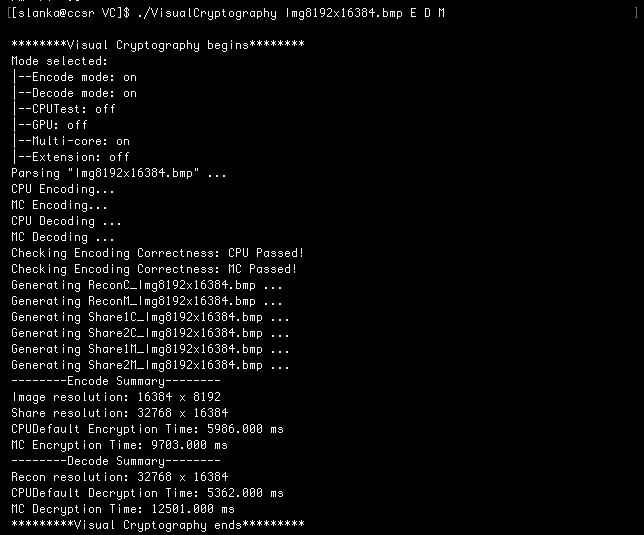 [[slanka@ccsr VC]$ ./VisualCryptography Img8192x16384.bmp E D M ]
********Visual Cryptography begins********
Mode selected:
|--Encode mode: on
|--Decode mode: on
|--CPUTest: off
|--GPU: off
|--Multi-core: on
|--Extension: off
Parsing "Img8192x16384.bmp" ...
CPU Encoding...
MC Encoding...
CPU Decoding ...
MC Decoding ...
Checking Encoding Correctness: CPU Passed!
Checking Encoding Correctness: MC Passed!
Generating ReconC_Img8192x16384.bmp ...
Generating ReconM_Img8192x16384.bmp ...
Generating Share1C_Img8192x16384.bmp ...
Generating Share2C_Img8192x16384.bmp ...
Generating Share1M_Img8192x16384.bmp ...
Generating Share2M_Img8192x16384.bmp ...
--------Encode Summary--------
Image resolution: 16384 x 8192
Share resolution: 32768 x 16384
CPUDefault Encryption Time: 5986.000 ms
MC Encryption Time: 9703.000 ms
--------Decode Summary--------
Recon resolution: 32768 x 16384
CPUDefault Decryption Time: 5362.000 ms
MC Decryption Time: 12501.000 ms
*********Visual Cryptography ends*********